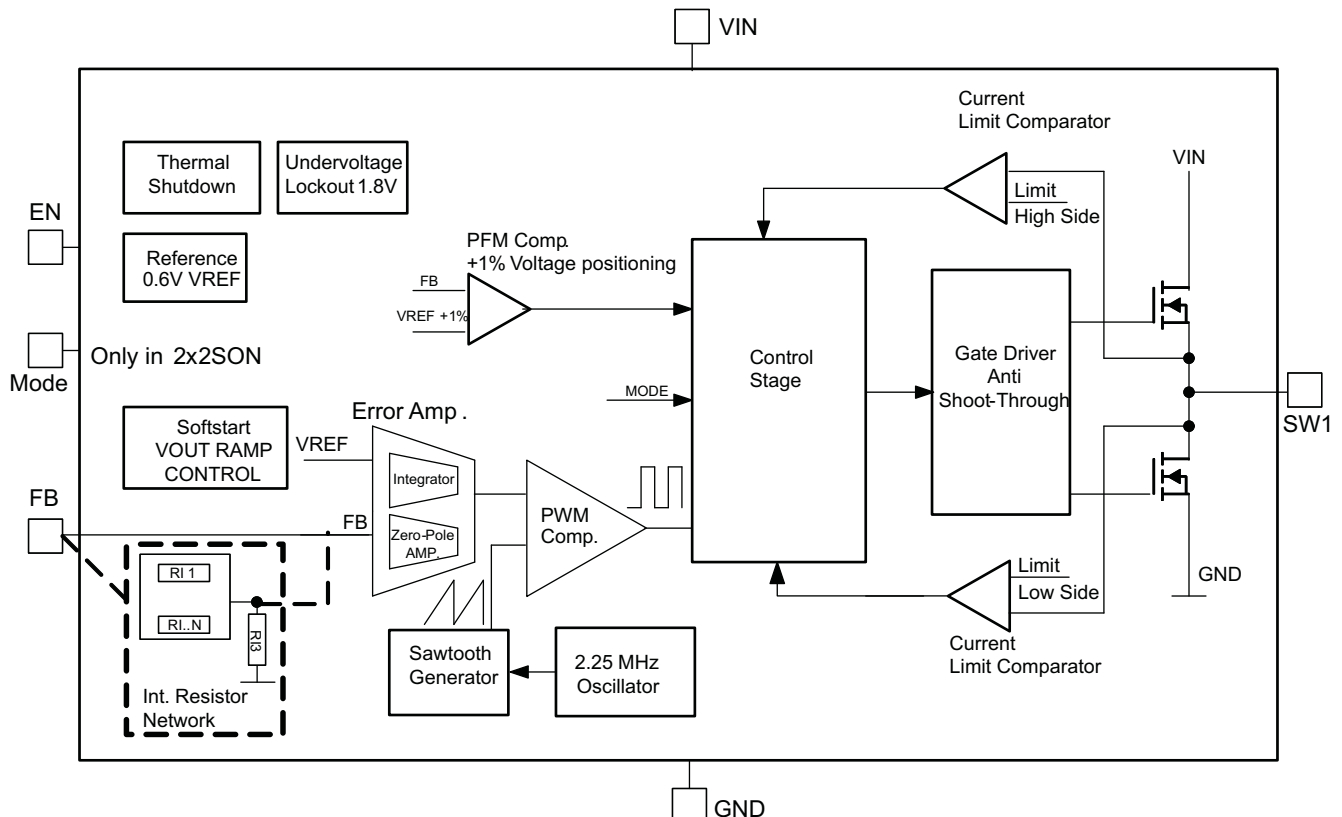 VIN
Current
Limit Comparator
VIN
Thermal
Shutdown
Undervoltage
Lockout 1.8V
Limit
High Side
EN
Reference
0.6V VREF
PFM Comp.
+1% Voltage positioning
FB
VREF +1%
Mode
Only in 2x2SON
Control
Stage
Gate Driver
Anti
Shoot-Through
MODE
SW1
Softstart
VOUT RAMP
CONTROL
Error Amp .
VREF
Integrator
FB
FB
Zero-Pole
AMP.
PWM
Comp.
RI 1
RI..N
RI3
Int. Resistor
Network
Sawtooth
Generator
2.25 MHz
Oscillator
Limit
Low Side
GND
Current
Limit Comparator
GND